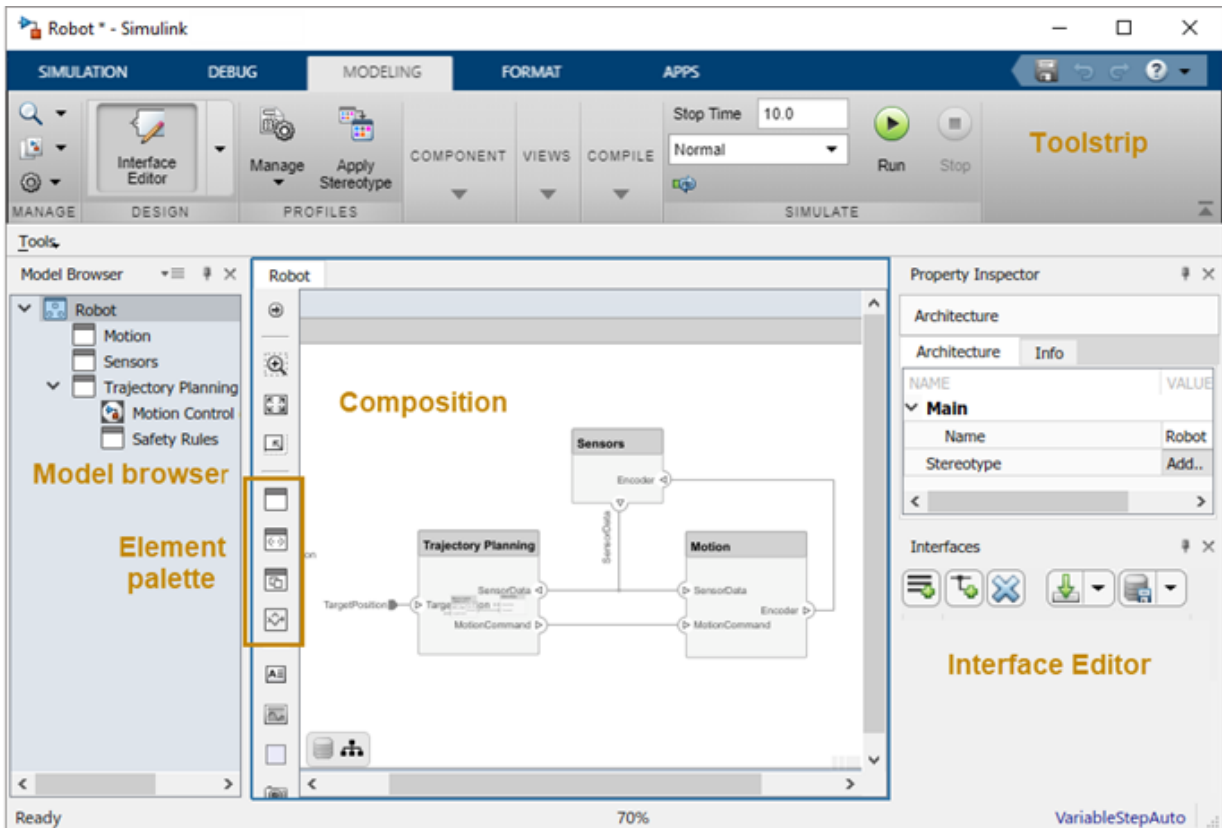 Robot * - Simulink
SIMULATION DEBUG MODELING FORMAT APPS
Stop Time 10.0
Interface Editor
Manage
Apply Stereotype
COMPONENT VIEWS COMPILE
Normal
Run Stop
Toolstrip
MANAGE DESIGN PROFILES SIMULATE
Tools
Model Browser
Robot
Motion
Sensors
Trajectory Planning
Motion Control
Safety Rules
Model browser
Element
palette
Robot
Composition
Sensors
Encoder
SensorData
Trajectory Planning
SensorData
TargetPosition
MotionCommand
Motion
SensorData
Encoder
MotionCommand
Property Inspector
Architecture
Architecture Info
NAME VALUE
Main
Name Robot
Stereotype Add..
Interfaces
Interface Editor
Ready 70% VariableStepAuto